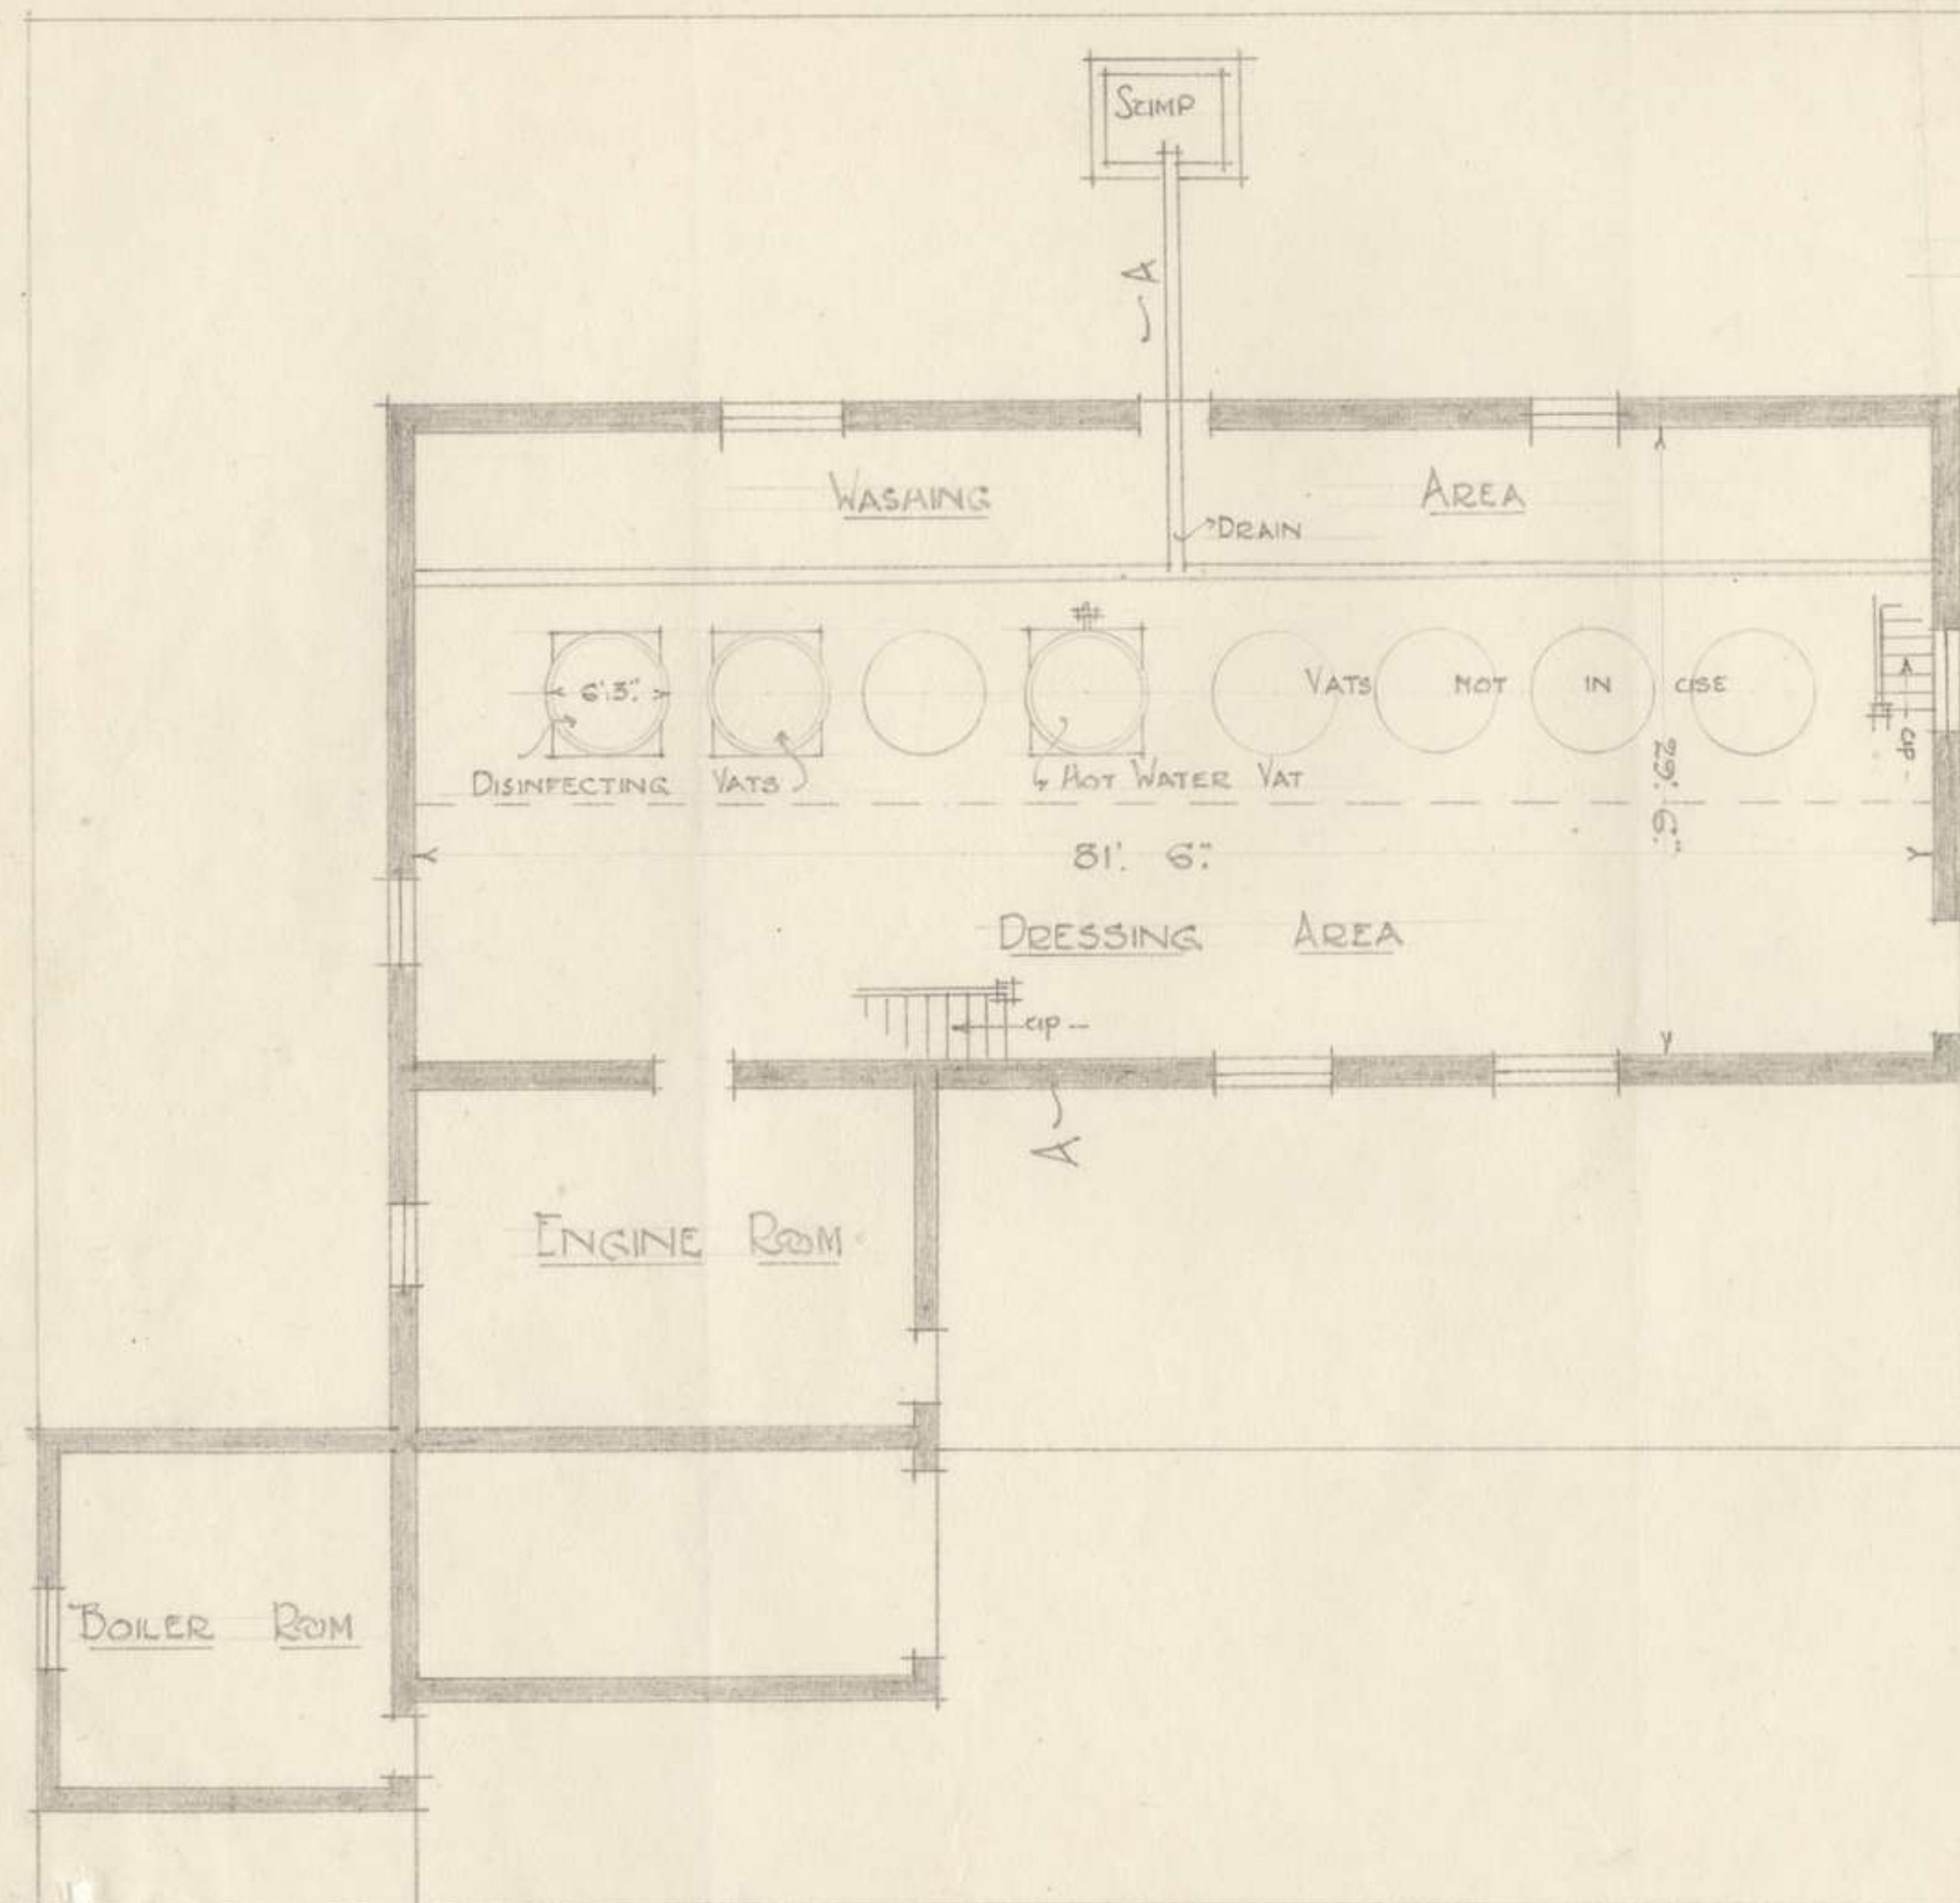 SUMP
A
WASHING AREA
DRAIN
6'.3".
VATS NOT IN USE
UP
DISINFECTING VATS
HOT WATER VAT
29'. 6".
81'. 6".
DRESSING AREA
UP
A
ENGINE ROOM
BOILER ROOM